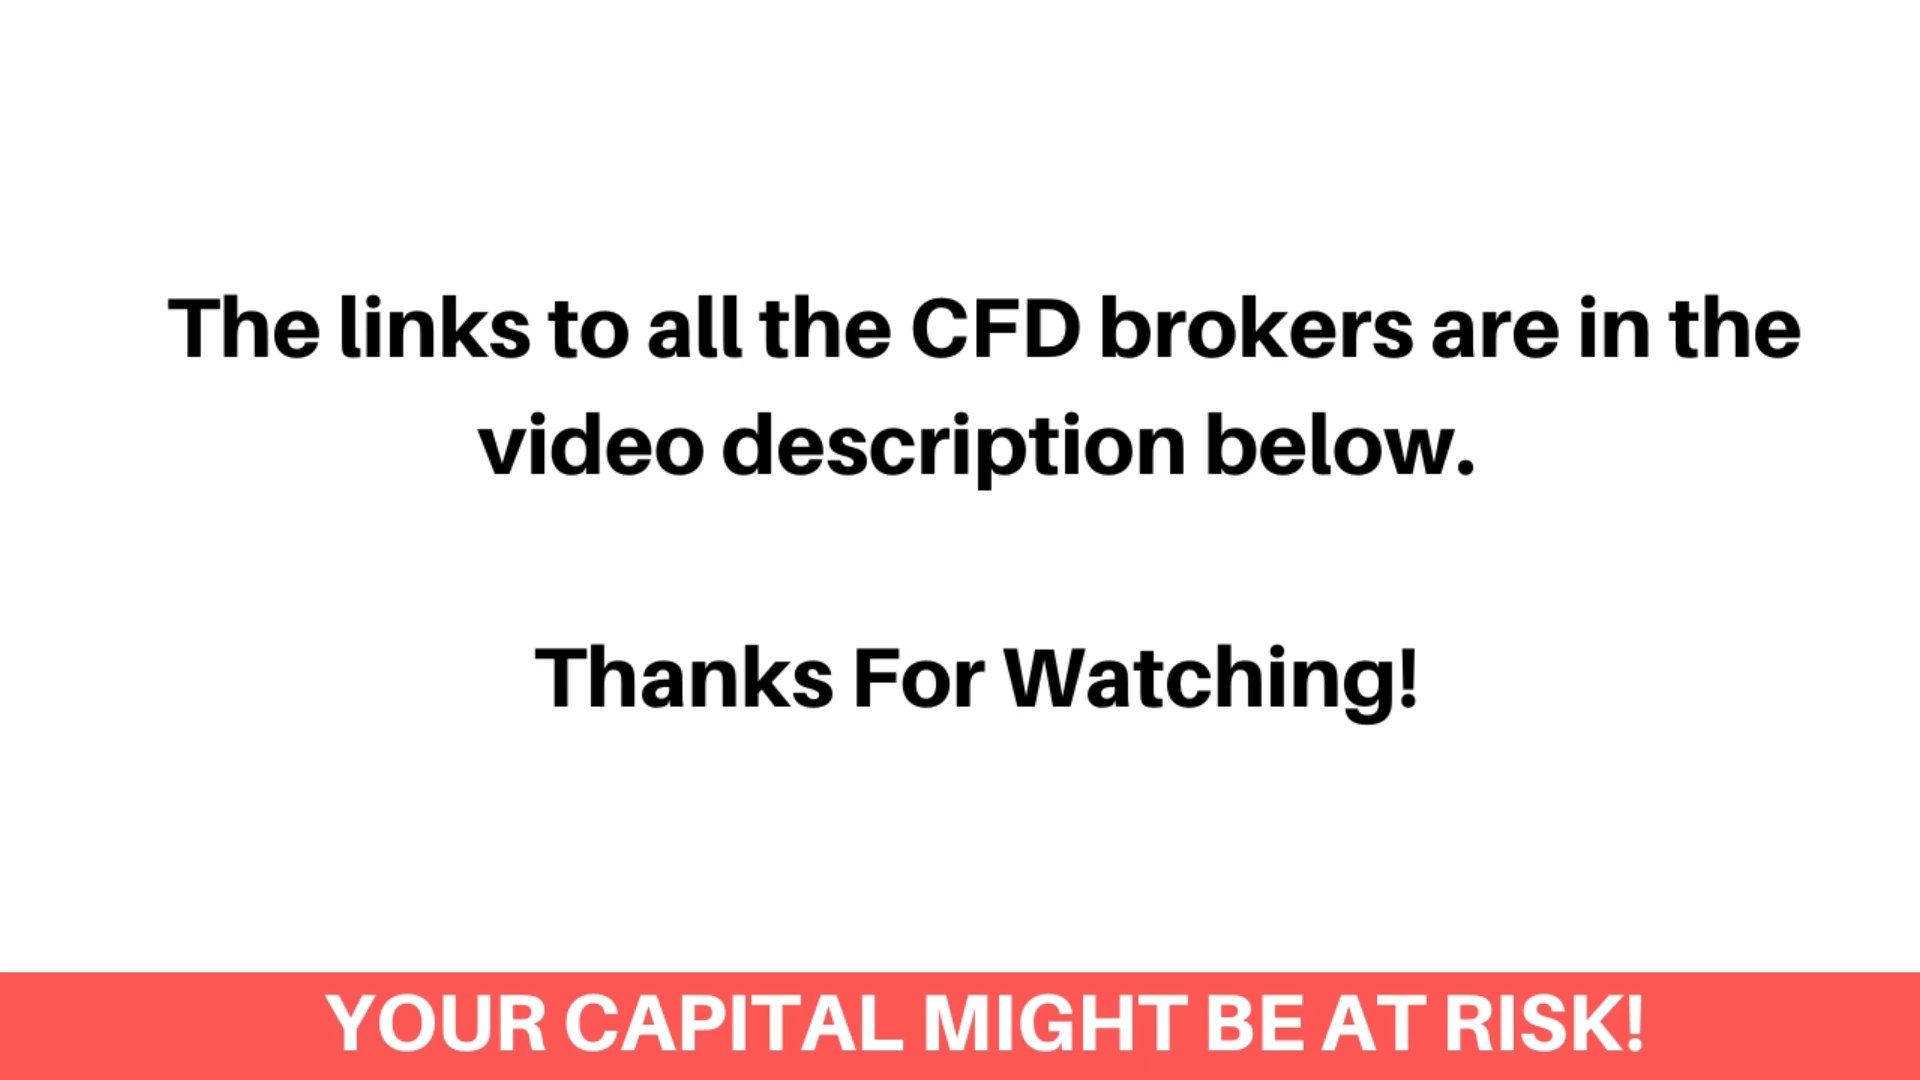 The links to all the CFD brokers are in the
video description below.
Thanks For Watching!
YOUR CAPITAL MIGHT BE AT RISK!